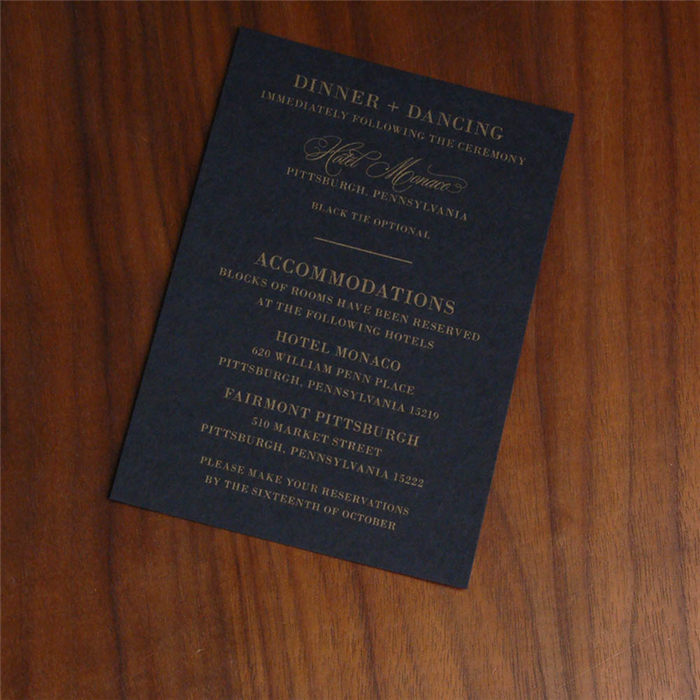 DINNER + DANCING
IMMEDIATELY FOLLOWING THE CEREMONY
Hotel Monaco
PITTSBURGH, PENNSYLVANIA
BLACK TIE OPTIONAL
ACCOMMODATIONS
BLOCKS OF ROOMS HAVE BEEN RESERVED
AT THE FOLLOWING HOTELS
HOTEL MONACO
620 WILLIAM PENN PLACE
PITTSBURGH, PENNSYLVANIA 15219
FAIRMONT PITTSBURGH
510 MARKET STREET
PITTSBURGH, PENNSYLVANIA 15222
PLEASE MAKE YOUR RESERVATIONS
BY THE SIXTEENTH OF OCTOBER